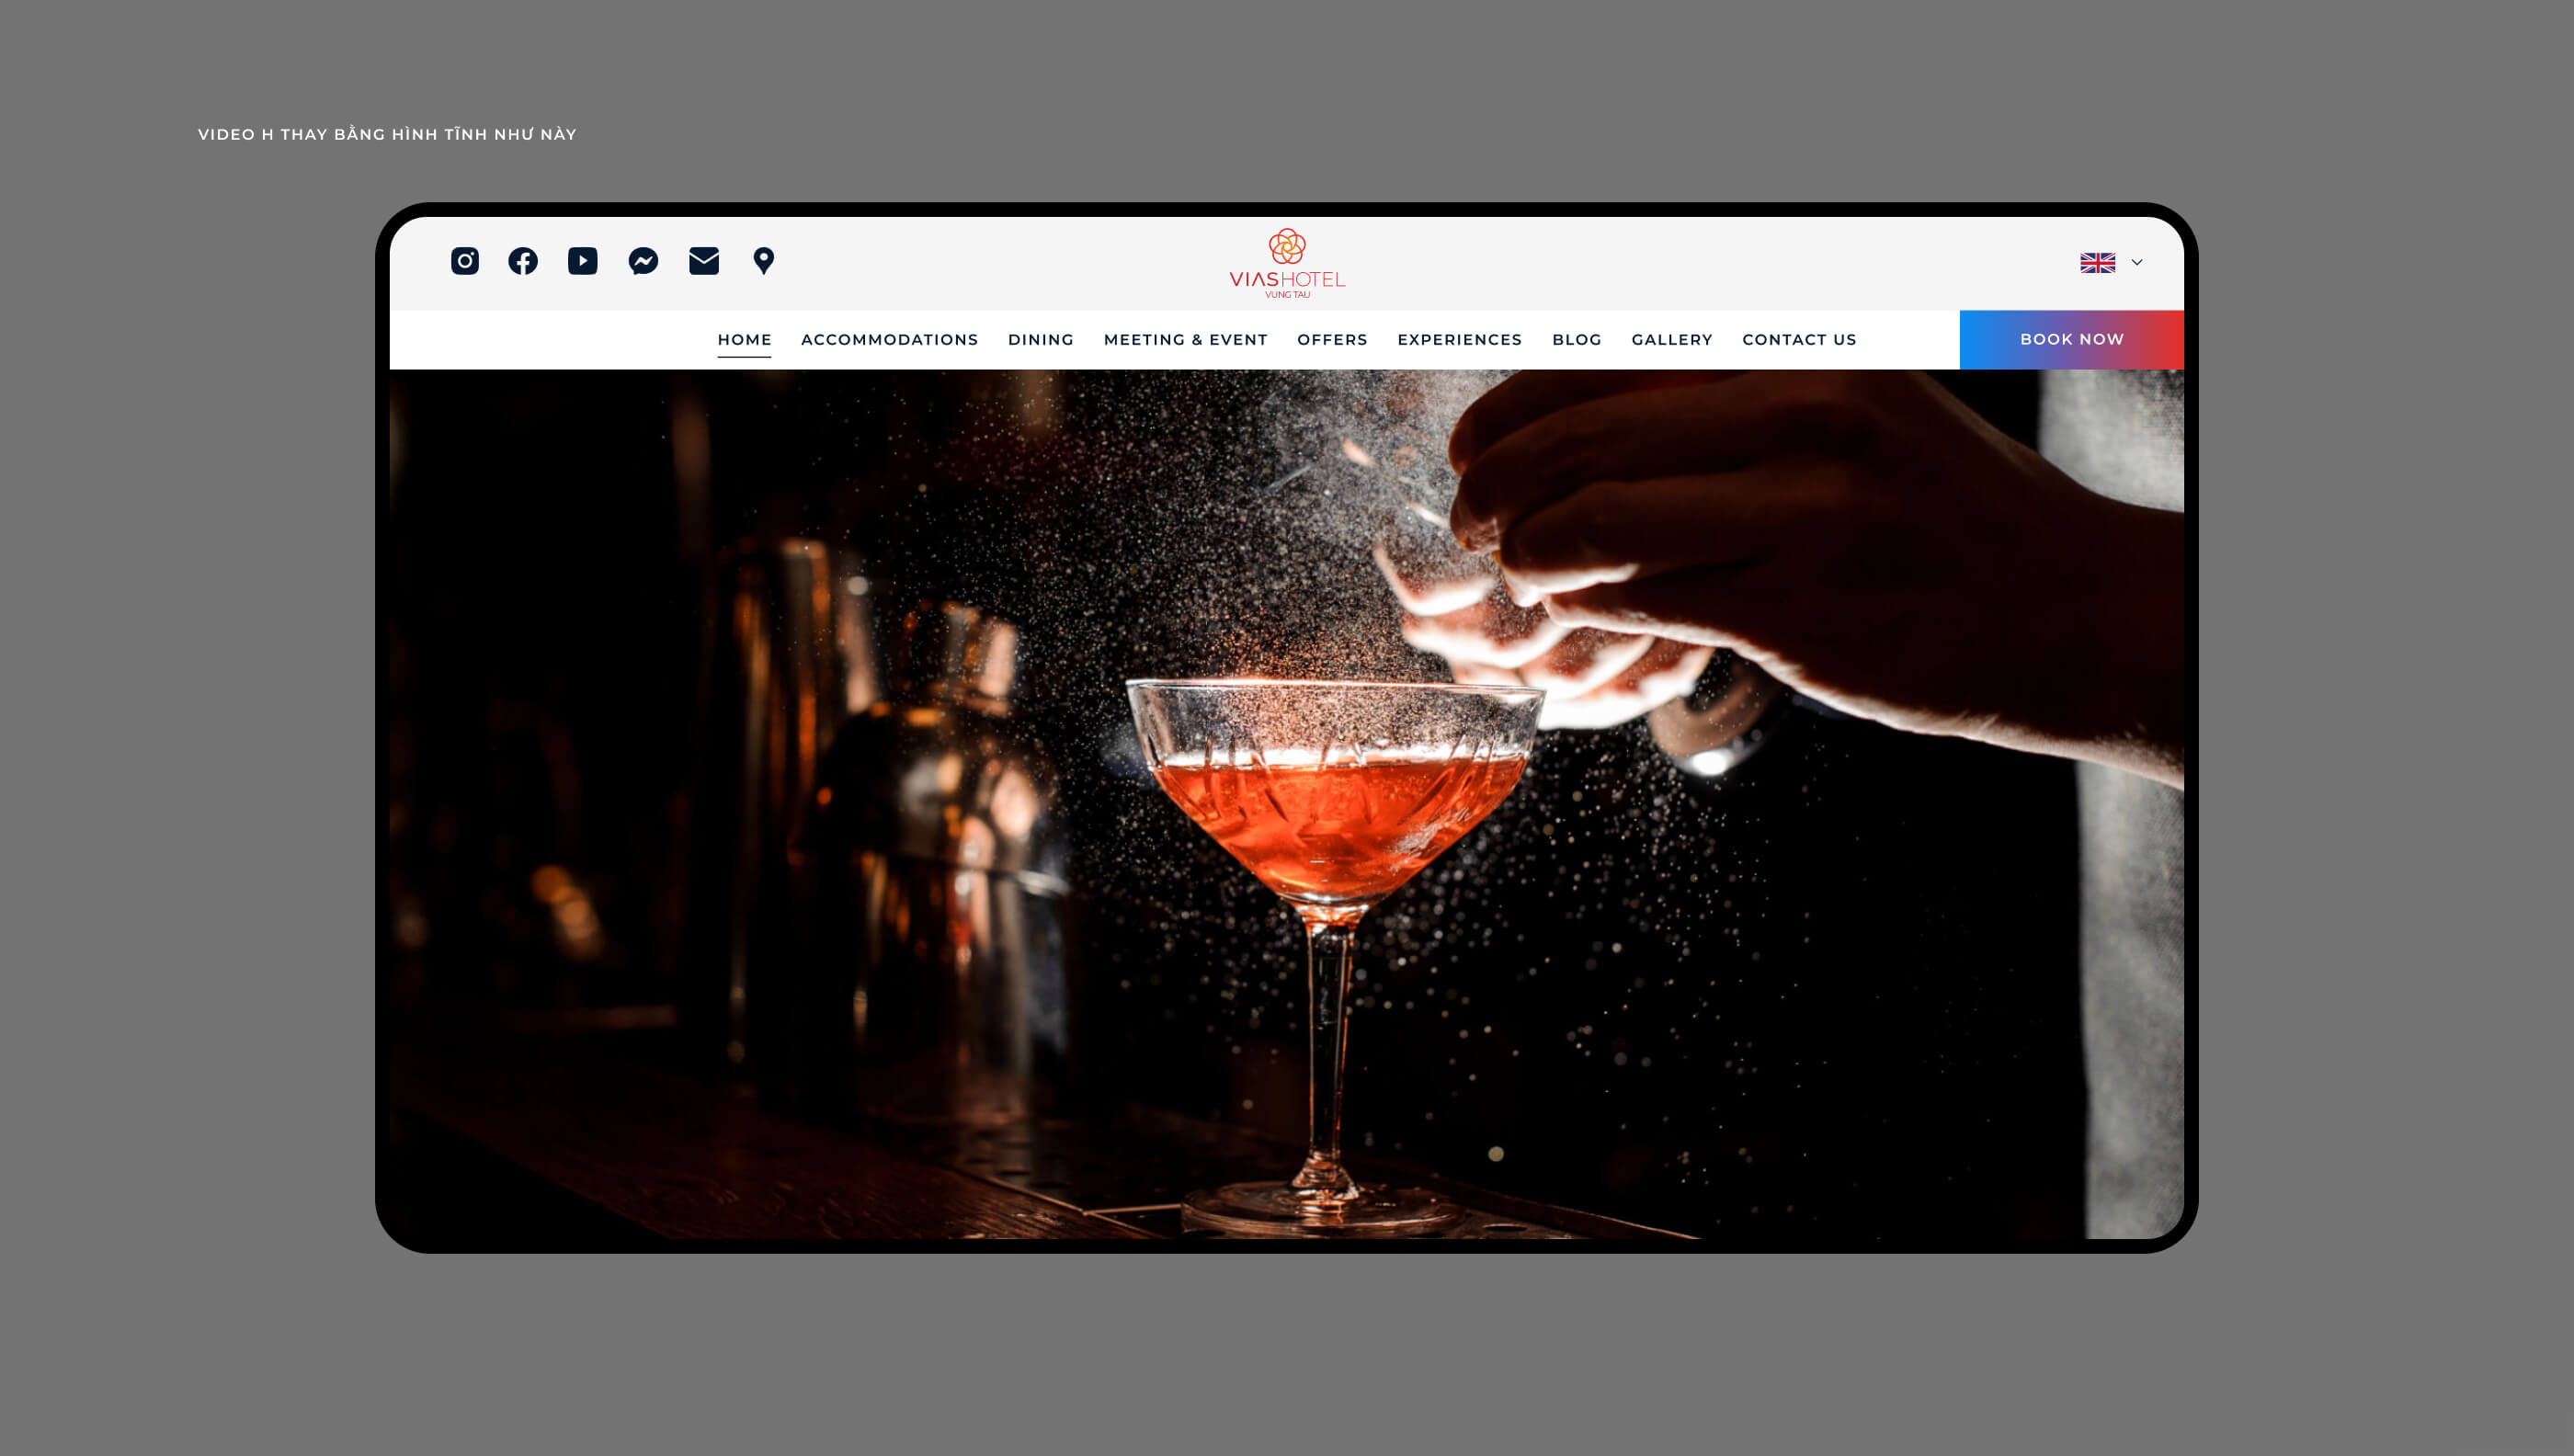 VIDEO H THAY BẰNG HÌNH TĨNH NHƯ NÀY
VIASHOTEL
VUNG TAU
HOME ACCOMMODATIONS DINING MEETING & EVENT OFFERS EXPERIENCES BLOG GALLERY CONTACT US BOOK NOW